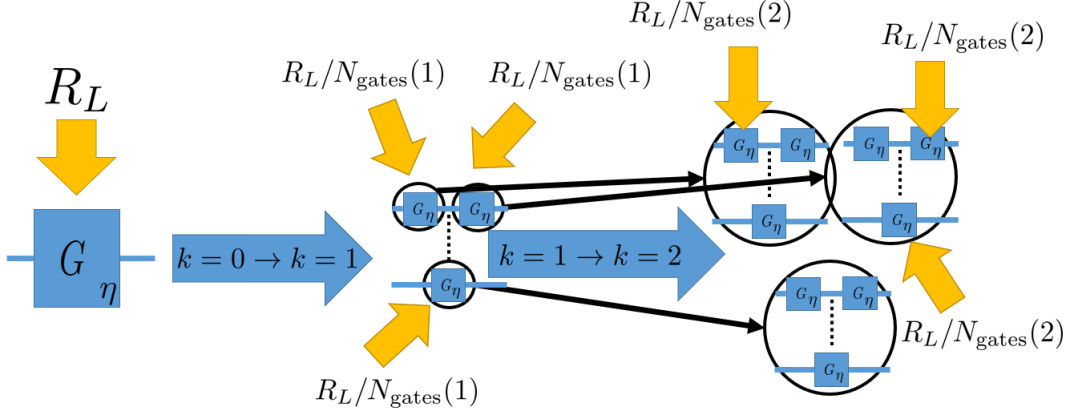 R_L
G
η
k = 0 → k = 1
R_L/N_gates(1)
R_L/N_gates(1)
G_η
G_η
G_η
R_L/N_gates(1)
k = 1 → k = 2
R_L/N_gates(2)
R_L/N_gates(2)
G_η
G_η
G_η
G_η
G_η
G_η
R_L/N_gates(2)
G_η
G_η
G_η